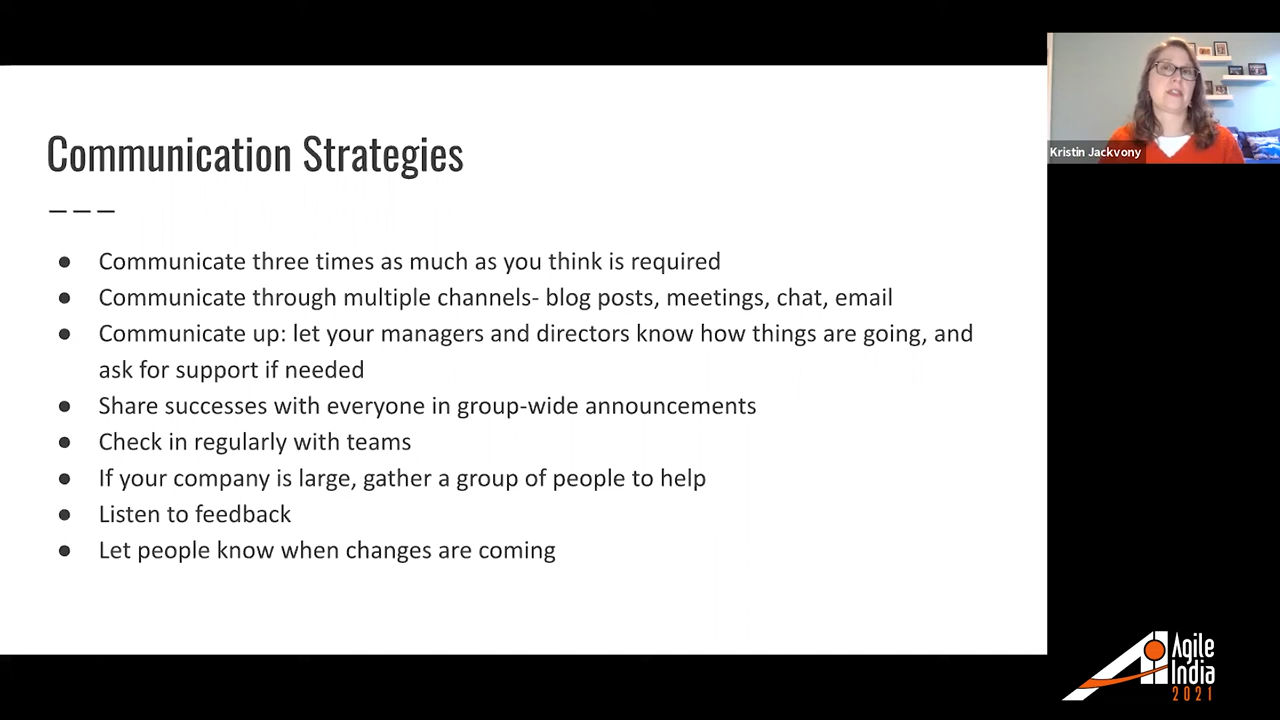 Communication Strategies
● Communicate three times as much as you think is required
● Communicate through multiple channels- blog posts, meetings, chat, email
● Communicate up: let your managers and directors know how things are going, and
ask for support if needed
● Share successes with everyone in group-wide announcements
● Check in regularly with teams
● If your company is large, gather a group of people to help
● Listen to feedback
● Let people know when changes are coming
Kristin Jackvony
Agile
India
2021